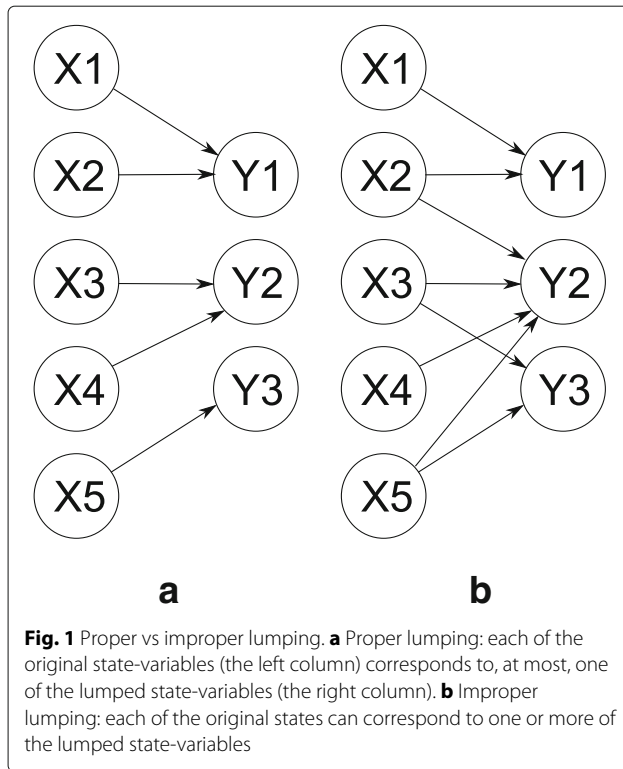 X1
X2
Y1
X3
Y2
X4
Y3
X5
a
X1
X2
Y1
X3
Y2
X4
Y3
X5
b
Fig. 1 Proper vs improper lumping. a Proper lumping: each of the
original state-variables (the left column) corresponds to, at most, one
of the lumped state-variables (the right column). b Improper
lumping: each of the original states can correspond to one or more of
the lumped state-variables